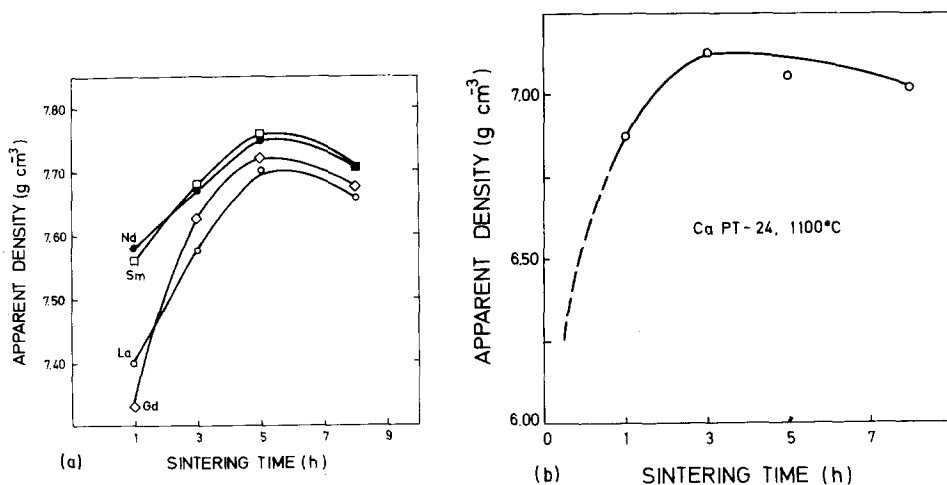 APPARENT DENSITY (g cm⁻³)
7.80
7.70
7.60
7.50
7.40
Nd
Sm
La
Gd
1 3 5 7 9
(a) SINTERING TIME (h)
APPARENT DENSITY (g cm⁻³)
7.00
6.50
6.00
Ca PT-24, 1100°C
0 1 3 5 7
(b) SINTERING TIME (h)